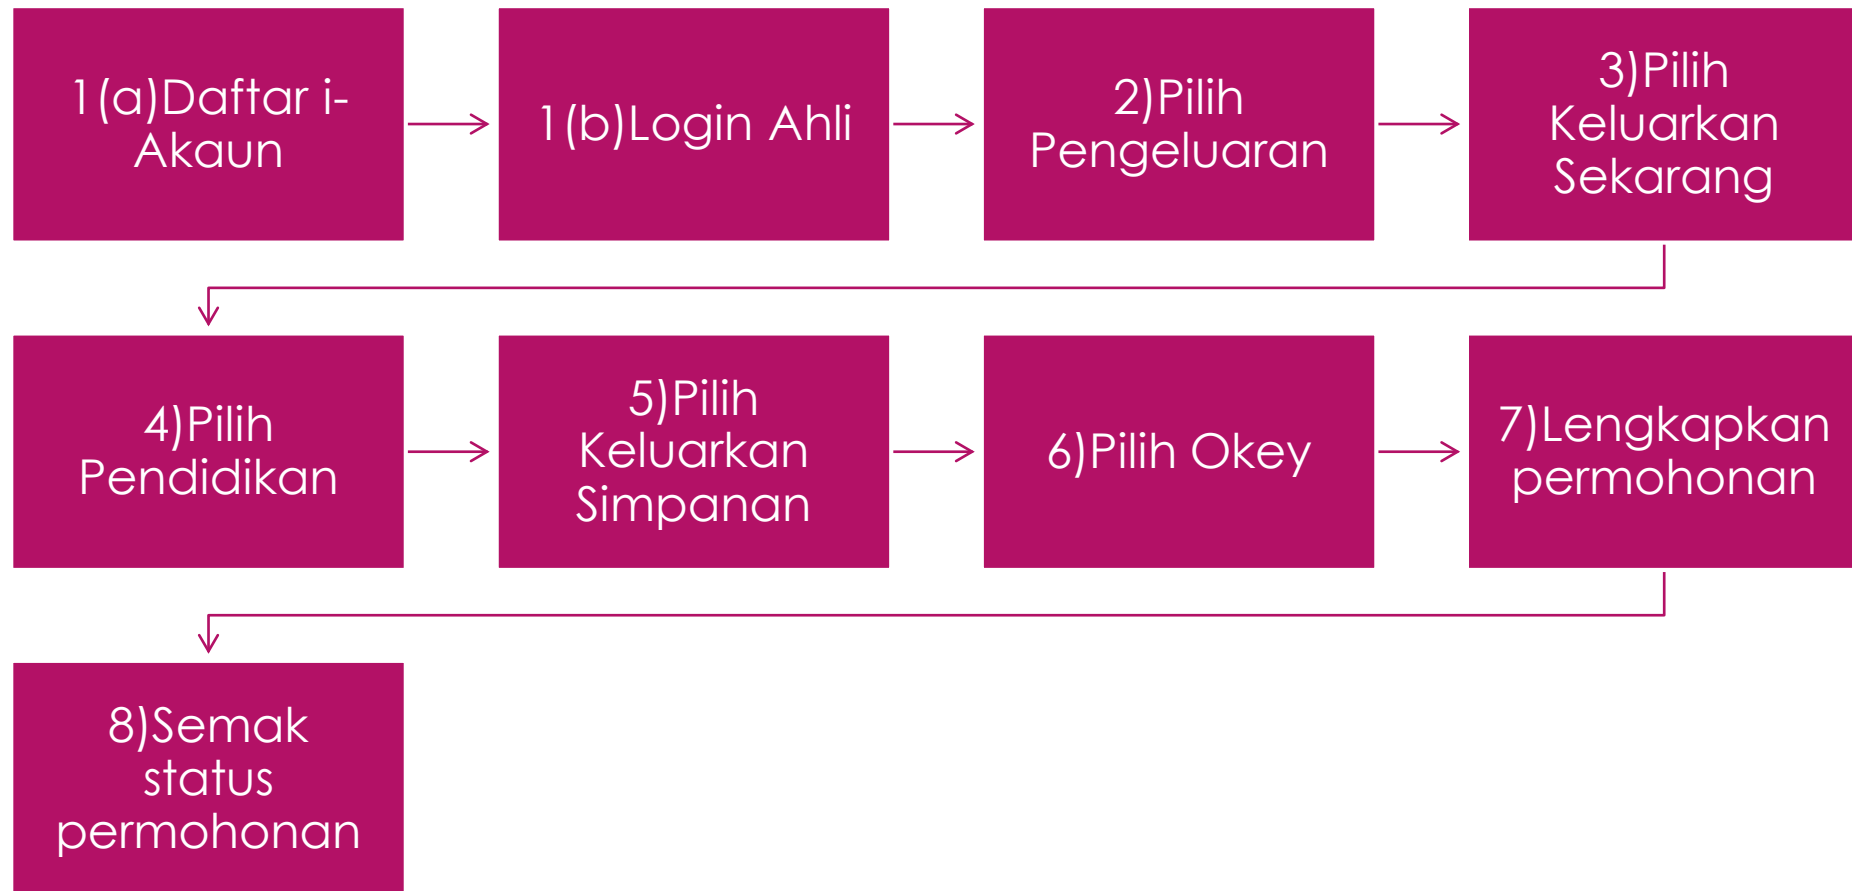 1(a)Daftar i-
Akaun
1(b)Login Ahli
2)Pilih
Pengeluaran
3)Pilih
Keluarkan
Sekarang
4)Pilih
Pendidikan
5)Pilih
Keluarkan
Simpanan
6)Pilih Okey
7)Lengkapkan
permohonan
8)Semak
status
permohonan